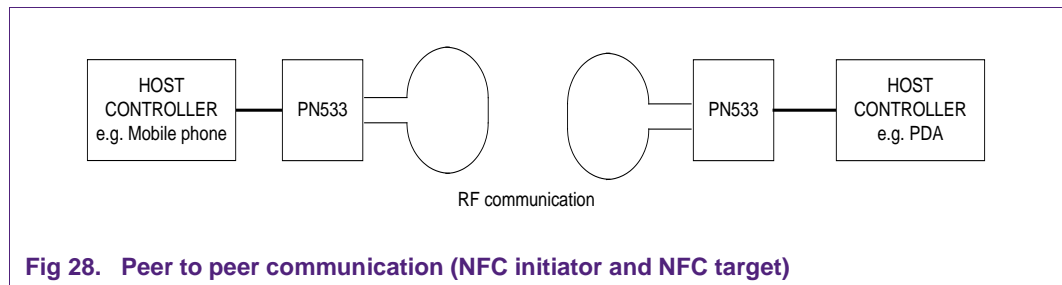 HOST
CONTROLLER
e.g. Mobile phone
PN533
PN533
HOST
CONTROLLER
e.g. PDA
RF communication
Fig 28. Peer to peer communication (NFC initiator and NFC target)